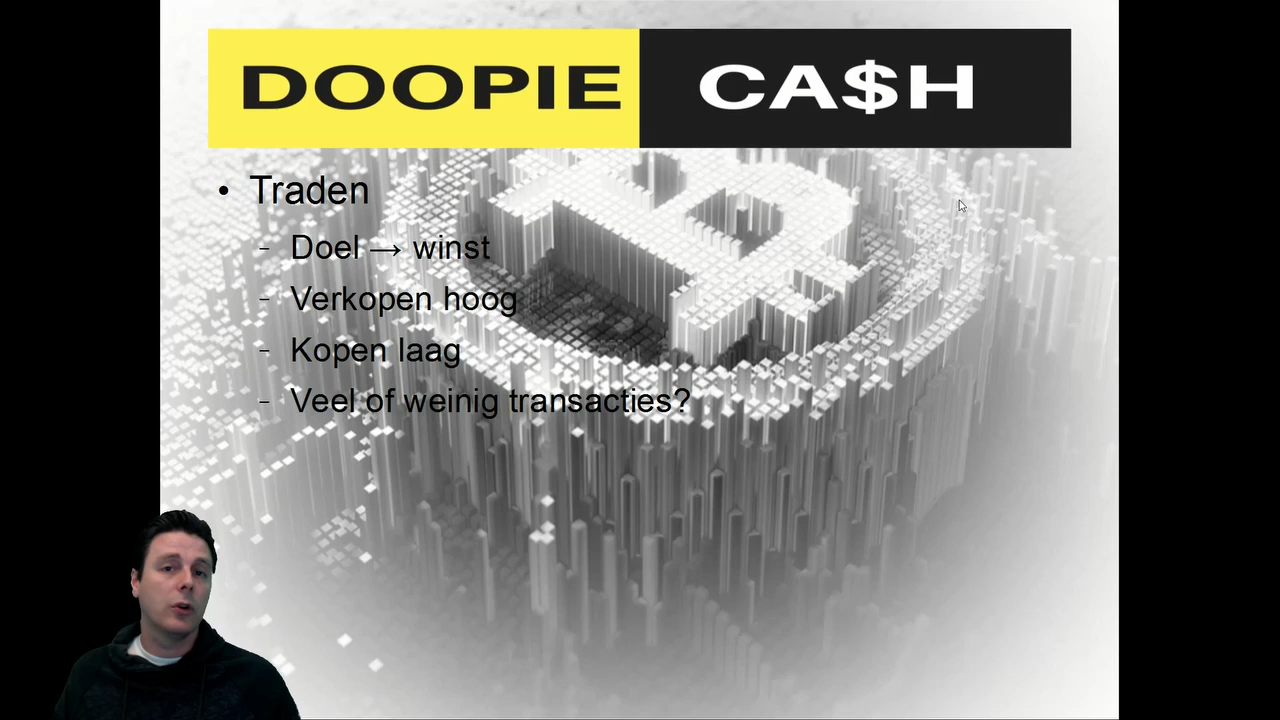 DOOPIE CA$H
• Traden
– Doel → winst
– Verkopen hoog
– Kopen laag
– Veel of weinig transacties?